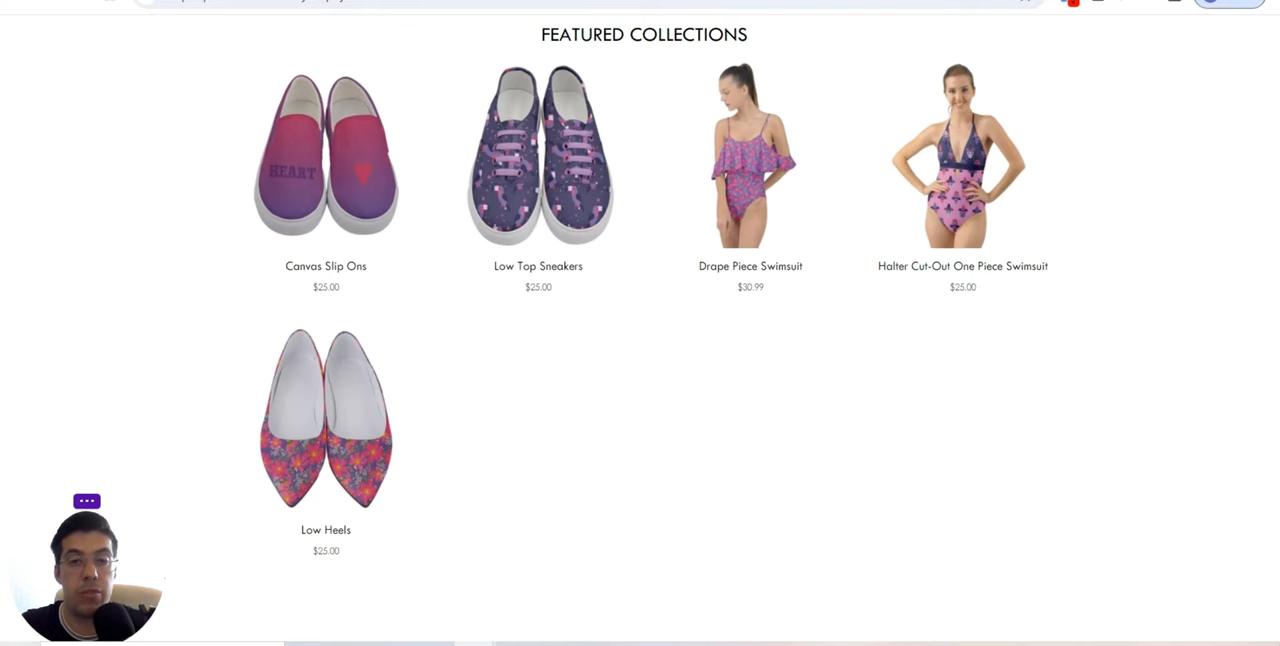 FEATURED COLLECTIONS
HEART
Canvas Slip Ons
$25.00
Low Top Sneakers
$25.00
Drape Piece Swimsuit
$30.99
Halter Cut-Out One Piece Swimsuit
$25.00
Low Heels
$25.00